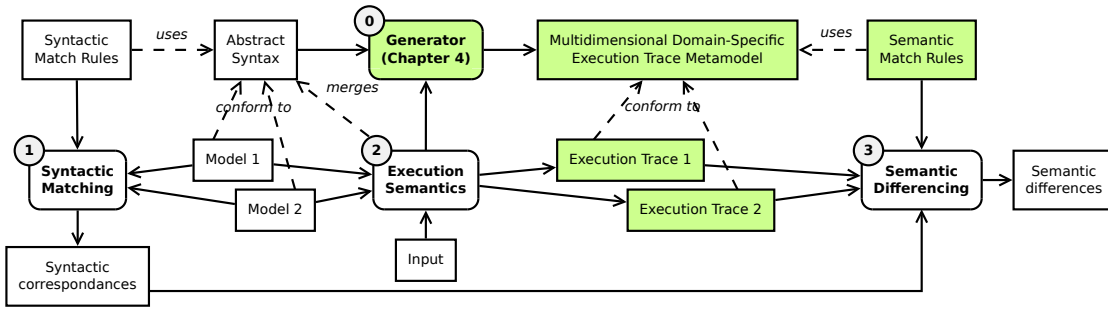 0
Syntactic
Match Rules
uses
Abstract
Syntax
Generator
(Chapter 4)
Multidimensional Domain-Specific
Execution Trace Metamodel
uses
Semantic
Match Rules
merges
conform to
conform to
1
Syntactic
Matching
Model 1
2
Execution
Semantics
Execution Trace 1
3
Semantic
Differencing
Semantic
differences
Model 2
Execution Trace 2
Input
Syntactic
correspondances